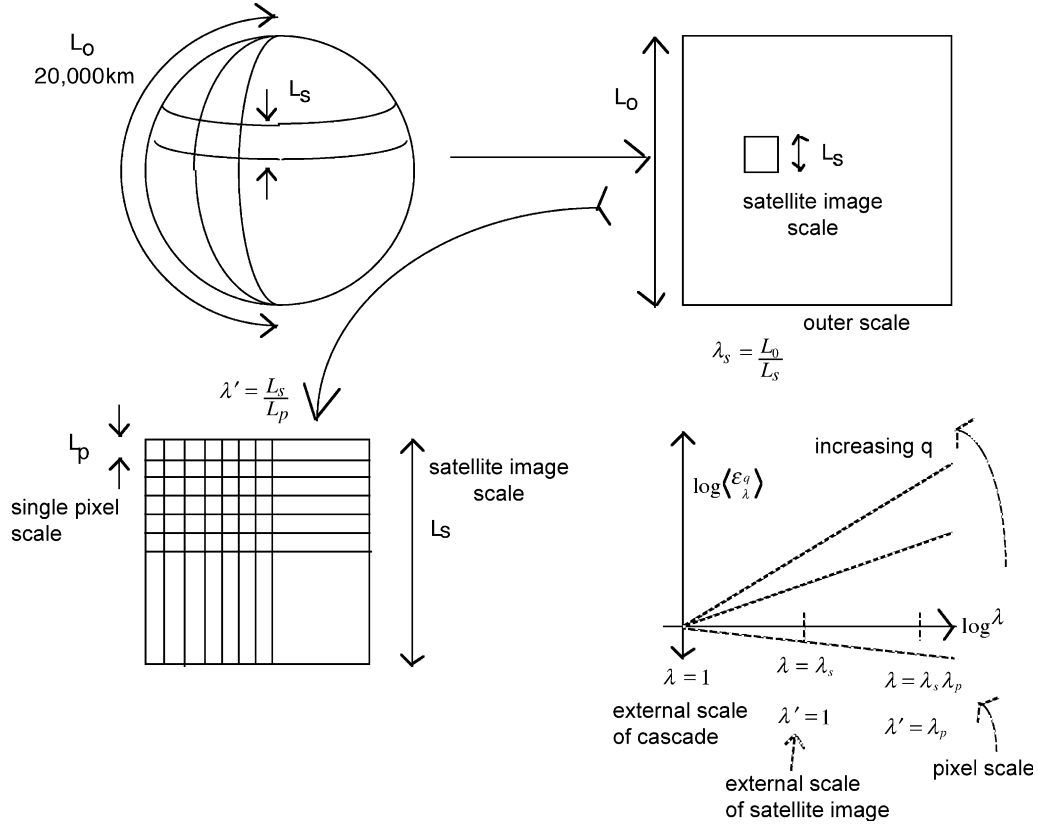 L₀
20,000km
Lₛ
L₀
Lₛ
satellite image
scale
outer scale
λₛ = L₀/Lₛ
λ′ = Lₛ/Lₚ
Lₚ
single pixel
scale
satellite image
scale
Lₛ
increasing q
log⟨ε_λ^q⟩
log λ
λ = 1
λ = λₛ
λ = λₛλₚ
external scale
of cascade
λ′ = 1
λ′ = λₚ
pixel scale
external scale
of satellite image